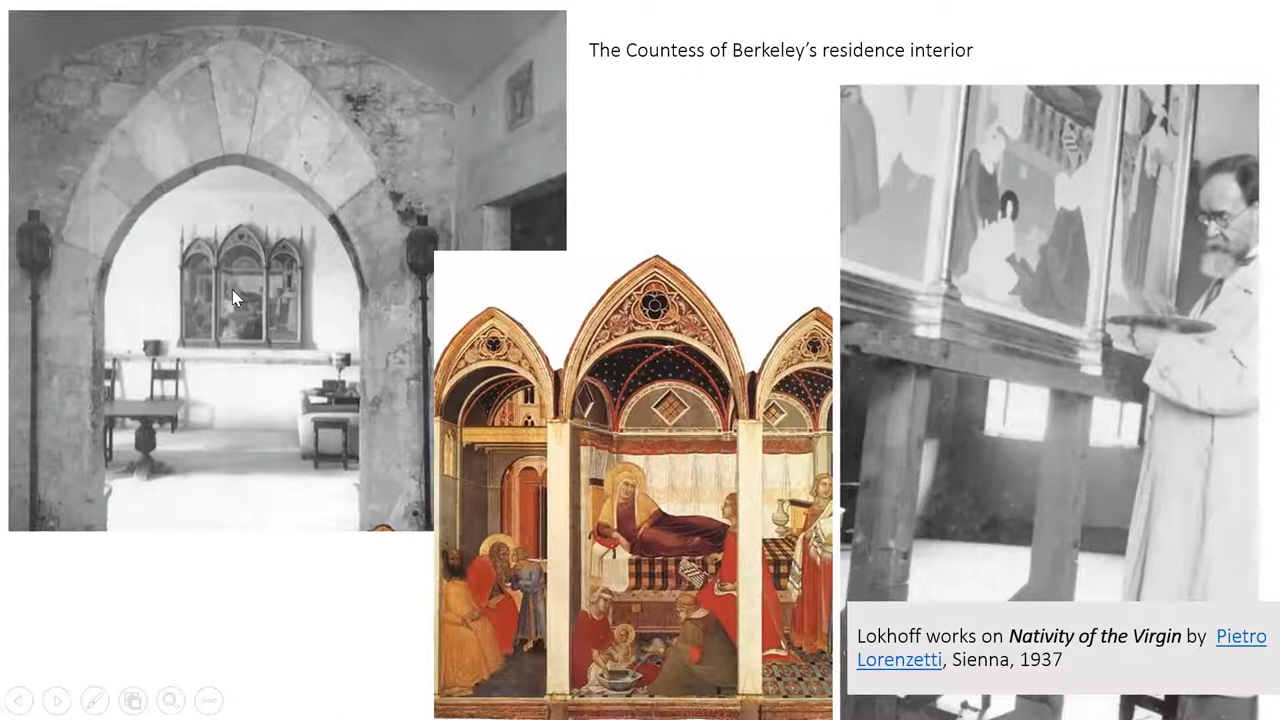 The Countess of Berkeley’s residence interior
Lokhoff works on Nativity of the Virgin by Pietro
Lorenzetti, Sienna, 1937